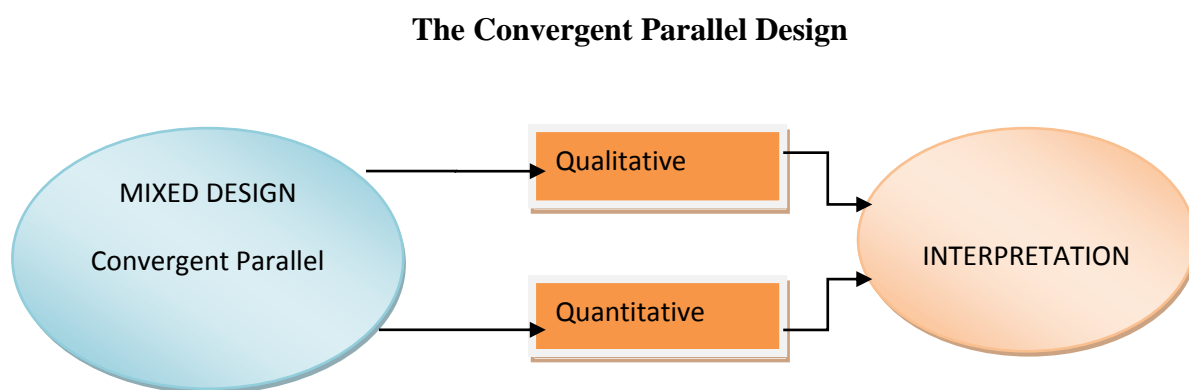 The Convergent Parallel Design
MIXED DESIGN
Convergent Parallel
Qualitative
Quantitative
INTERPRETATION